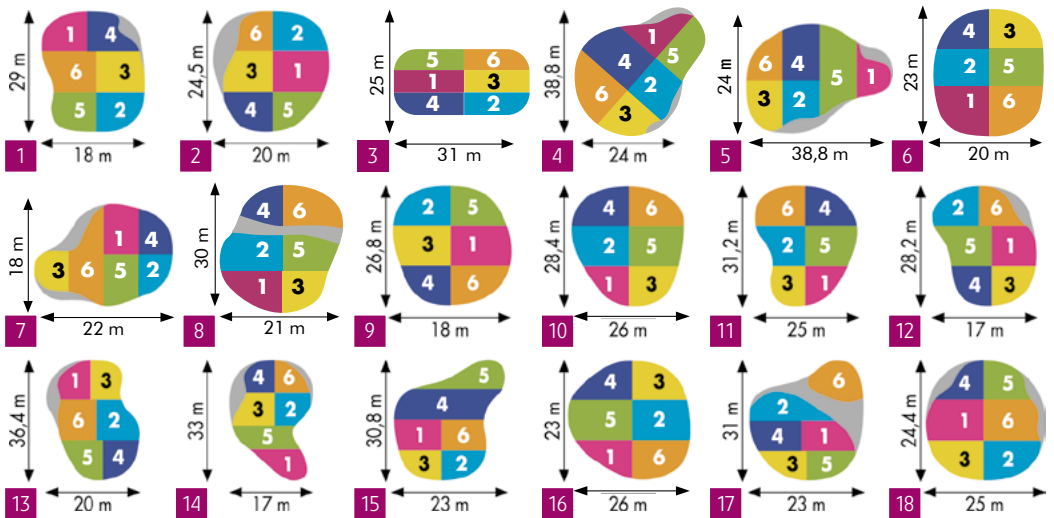 1 4
6 3
5 2
29 m
1
18 m
6 2
3 1
4 5
24,5 m
2
20 m
5 6
1 3
4 2
25 m
3
31 m
1
4 5
6 2
3
38,8 m
4
24 m
6 4
5 1
3 2
24 m
5
38,8 m
4 3
2 5
1 6
23 m
6
20 m
1 4
3 6 5 2
18 m
7
22 m
4 6
2 5
1 3
30 m
8
21 m
2 5
3 1
4 6
26,8 m
9
18 m
4 6
2 5
1 3
28,4 m
10
26 m
6 4
2 5
3 1
31,2 m
11
25 m
2 6
5 1
4 3
28,2 m
12
17 m
1 3
6 2
5 4
36,4 m
13
20 m
4 6
3 2
5
1
33 m
14
17 m
5
4
1 6
3 2
30,8 m
15
23 m
4 3
5 2
1 6
23 m
16
26 m
6
2
4 1
3 5
31 m
17
23 m
4 5
1 6
3 2
24,4 m
18
25 m